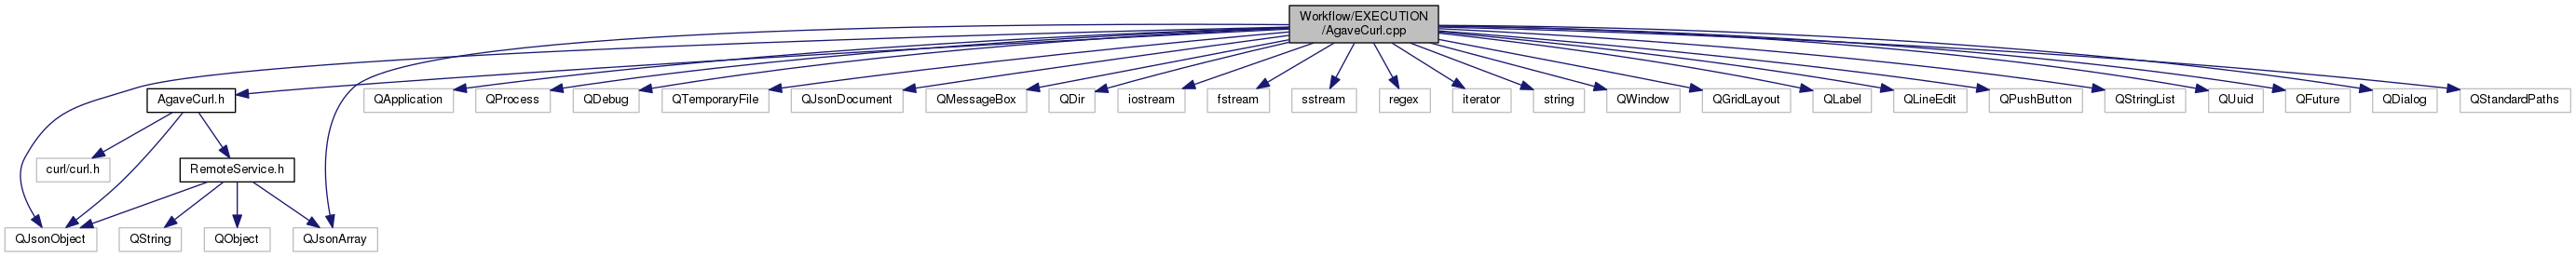 Workflow/EXECUTION
/AgaveCurl.cpp
AgaveCurl.h
QApplication
QProcess
QDebug
QTemporaryFile
QJsonDocument
QMessageBox
QDir
iostream
fstream
sstream
regex
iterator
string
QWindow
QGridLayout
QLabel
QLineEdit
QPushButton
QStringList
QUuid
QFuture
QDialog
QStandardPaths
curl/curl.h
RemoteService.h
QJsonObject
QString
QObject
QJsonArray